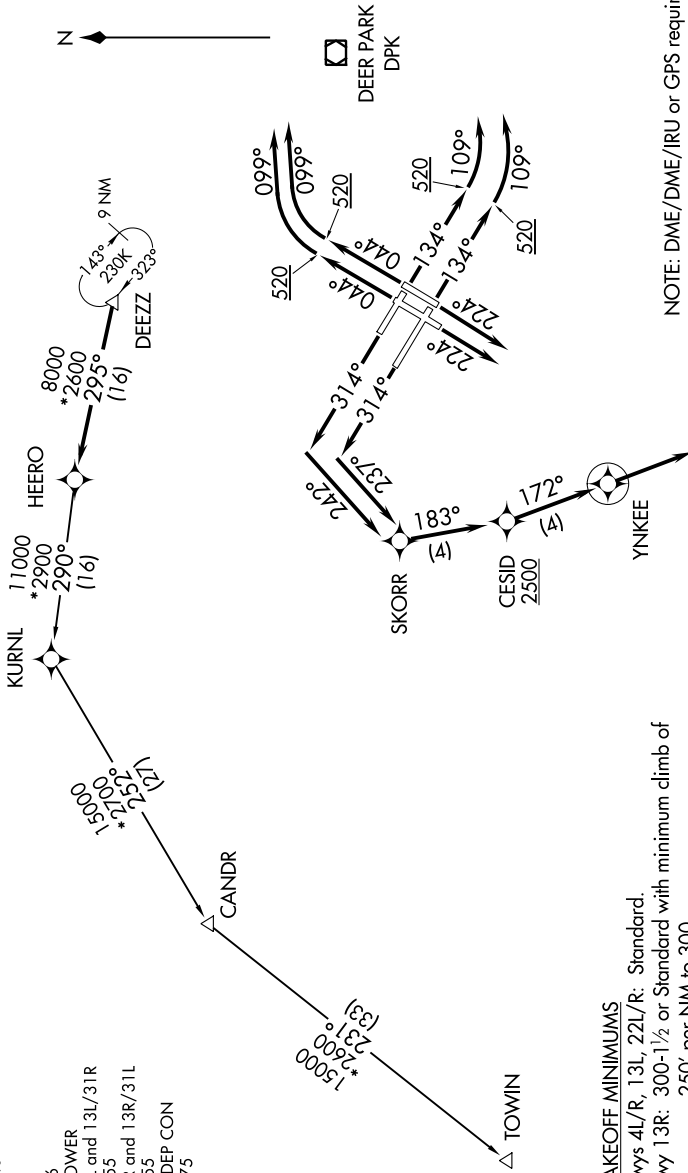 N
DEER PARK
DPK
9 NM
143°
230K
323°
DEEZZ
8000
*2600
295°
(16)
HEERO
11000
*2900
290°
(16)
KURNL
15000
*2700
252°
(27)
CANDR
15000
*2600
231°
(33)
TOWIN
099°
099°
520
520
044°
044°
520
109°
109°
134°
134°
520
224°
224°
314°
314°
242°
237°
SKORR
183°
(4)
CESID
2500
172°
(4)
YNKEE
NOTE: DME/DME/IRU or GPS requir
OWER
and 13L/31R
and 13R/31L
DEP CON
75
AKEOFF MINIMUMS
wys 4L/R, 13L, 22L/R: Standard.
wy 13R: 300-1½ or Standard with minimum climb of
250' per NM to 300.